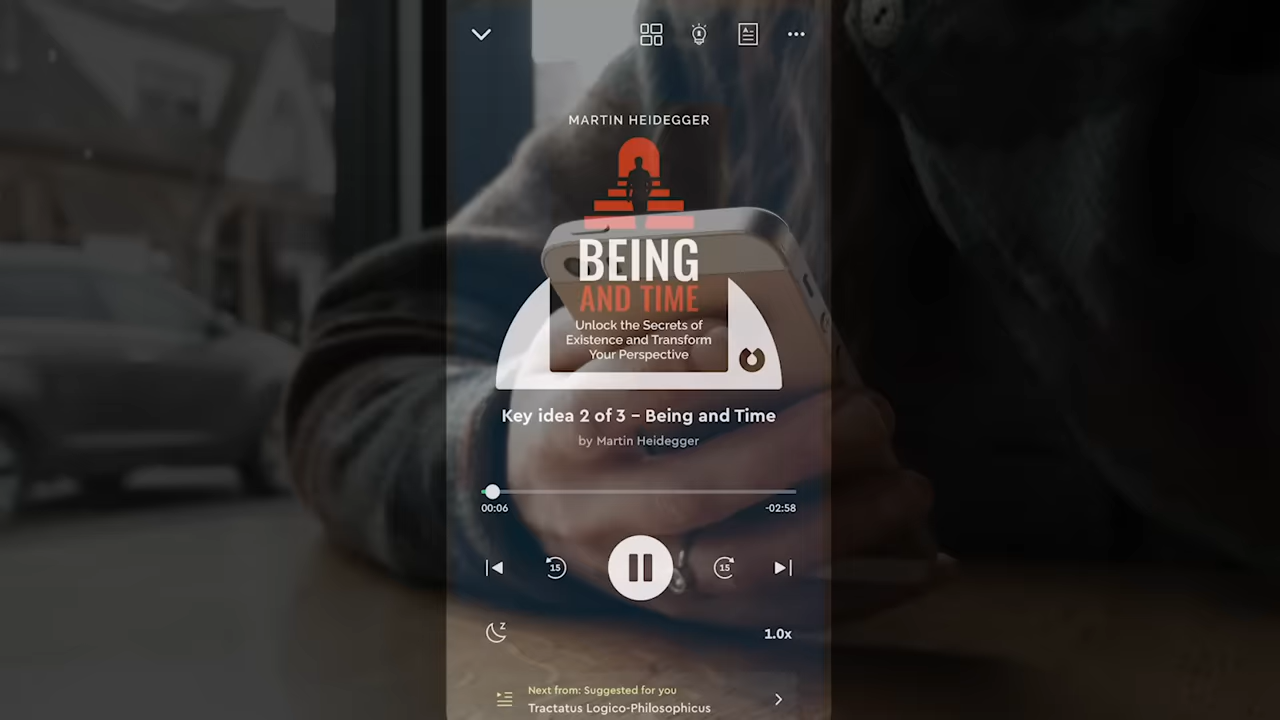 MARTIN HEIDEGGER
BEING
AND TIME
Unlock the Secrets of
Existence and Transform
Your Perspective
Key idea 2 of 3 – Being and Time
by Martin Heidegger
00:06 -02:58
15 15
z 1.0x
Next from: Suggested for you
Tractatus Logico-Philosophicus